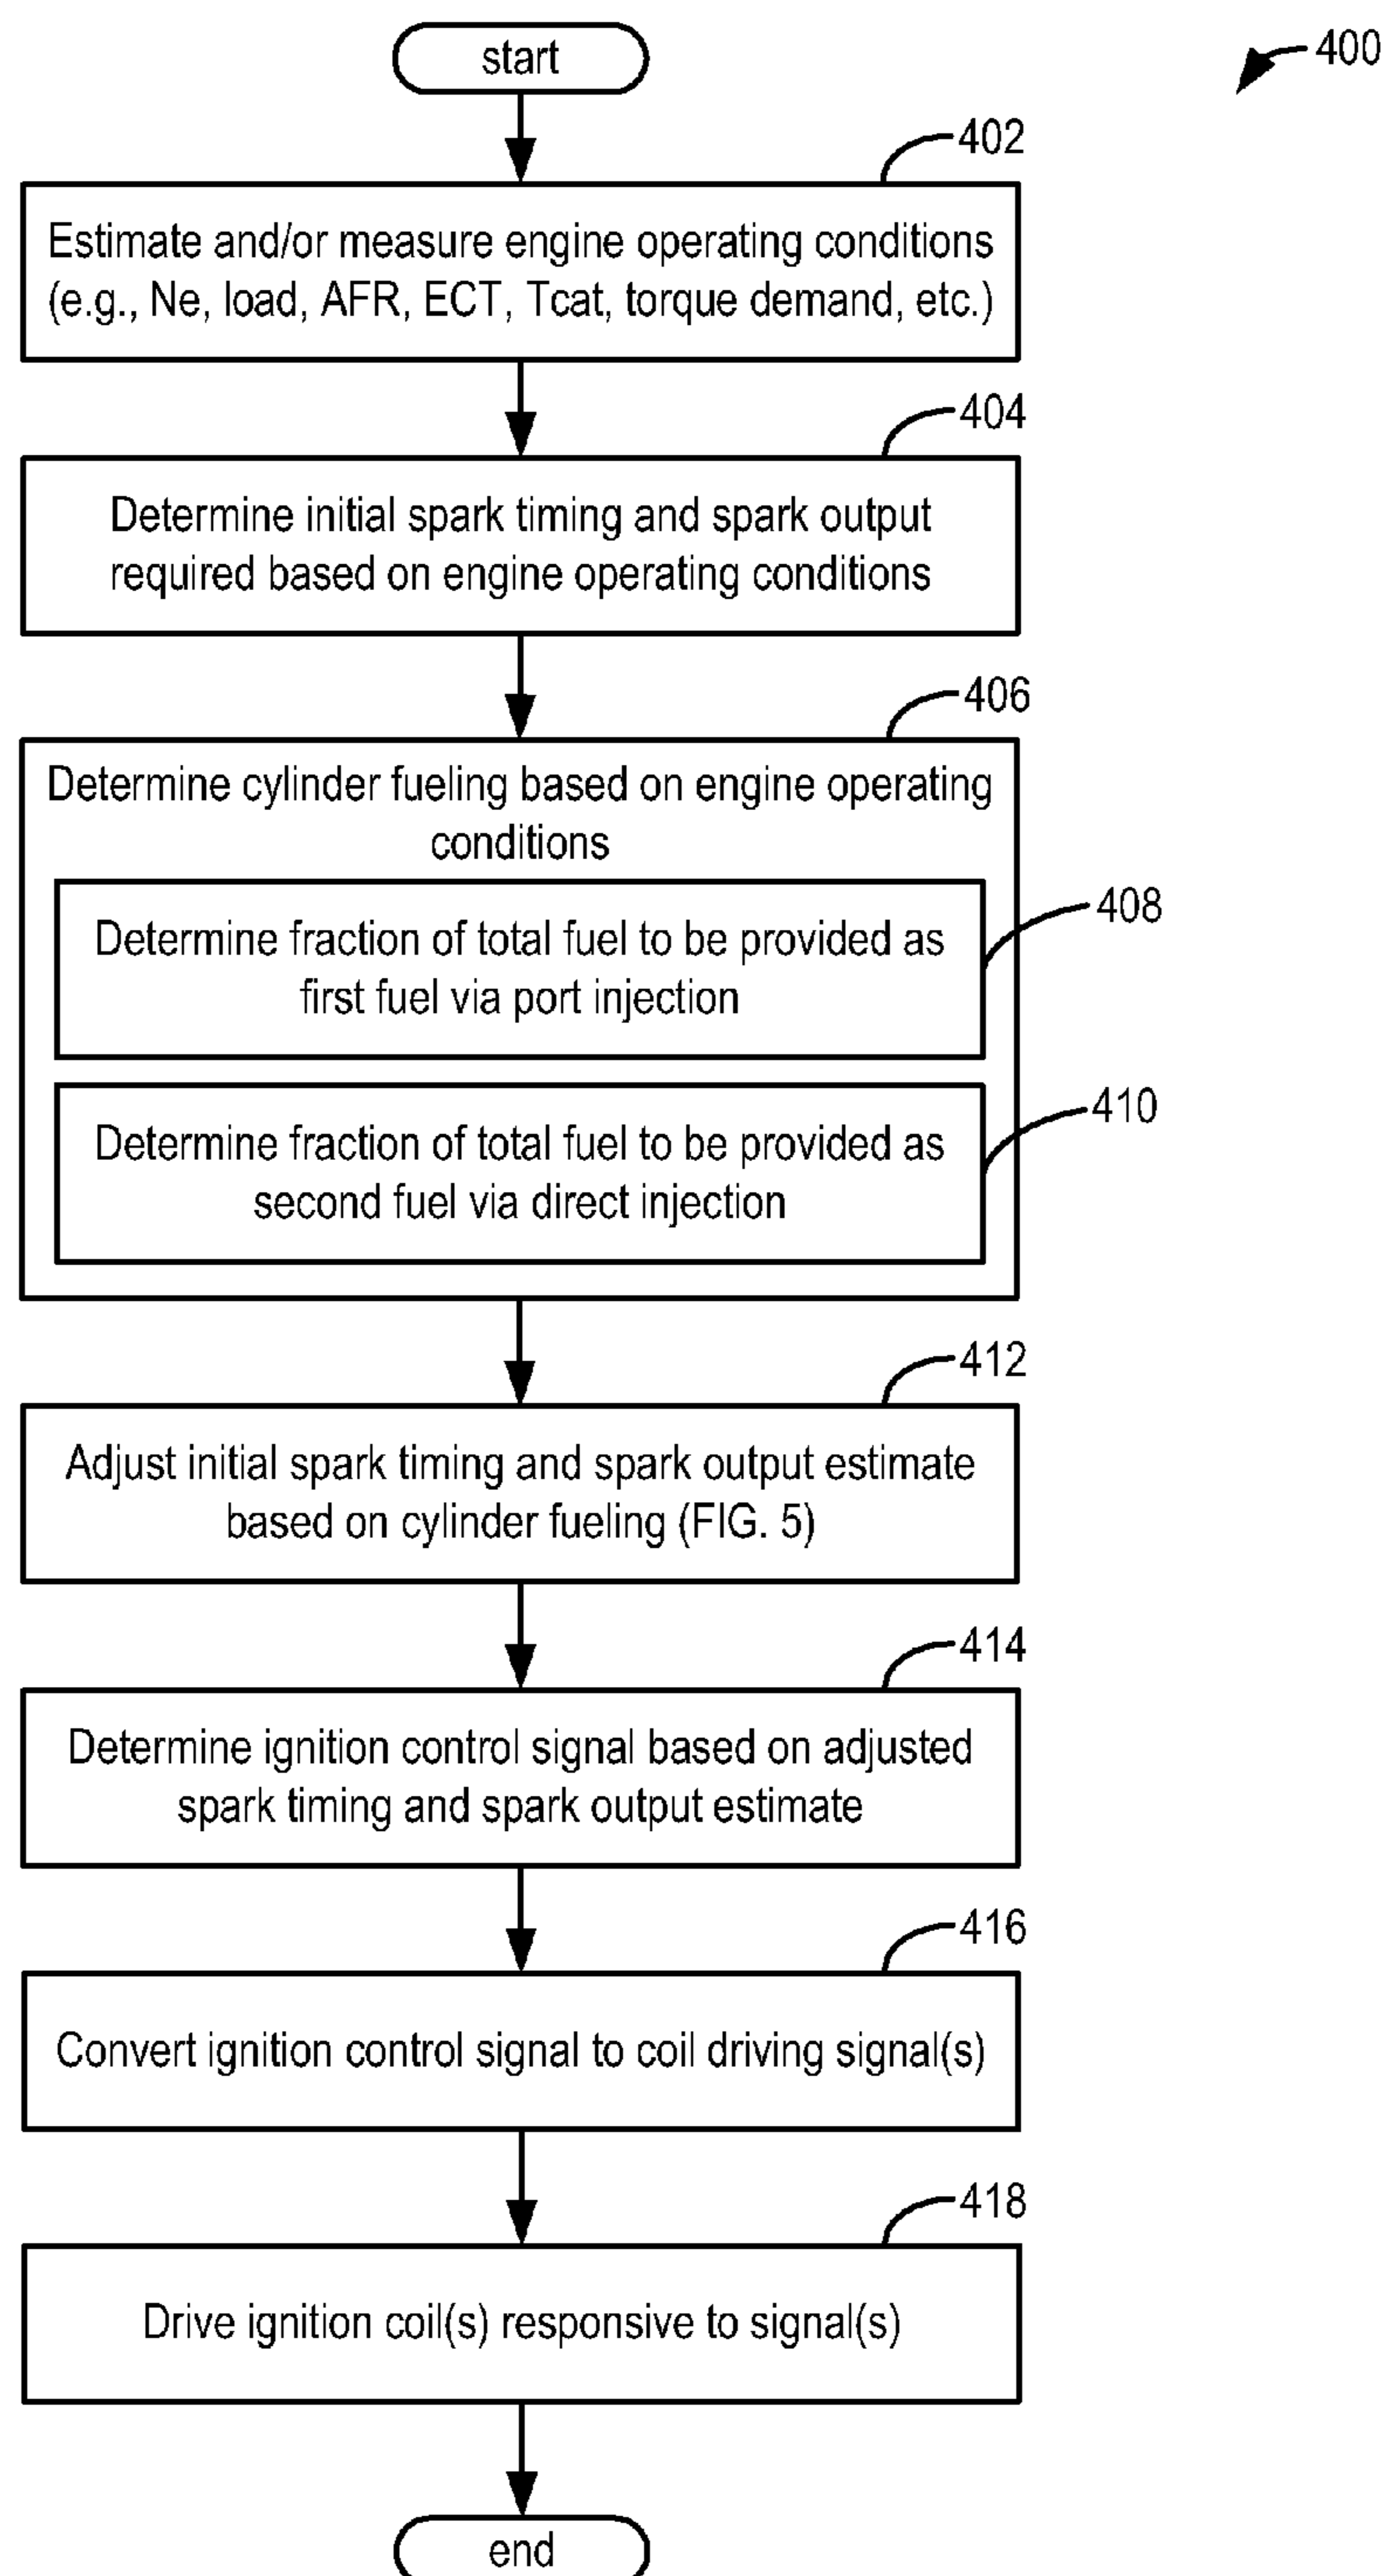 start
400
402
Estimate and/or measure engine operating conditions
(e.g., Ne, load, AFR, ECT, Tcat, torque demand, etc.)
404
Determine initial spark timing and spark output
required based on engine operating conditions
406
Determine cylinder fueling based on engine operating
conditions
408
Determine fraction of total fuel to be provided as
first fuel via port injection
410
Determine fraction of total fuel to be provided as
second fuel via direct injection
412
Adjust initial spark timing and spark output estimate
based on cylinder fueling (FIG. 5)
414
Determine ignition control signal based on adjusted
spark timing and spark output estimate
416
Convert ignition control signal to coil driving signal(s)
418
Drive ignition coil(s) responsive to signal(s)
end